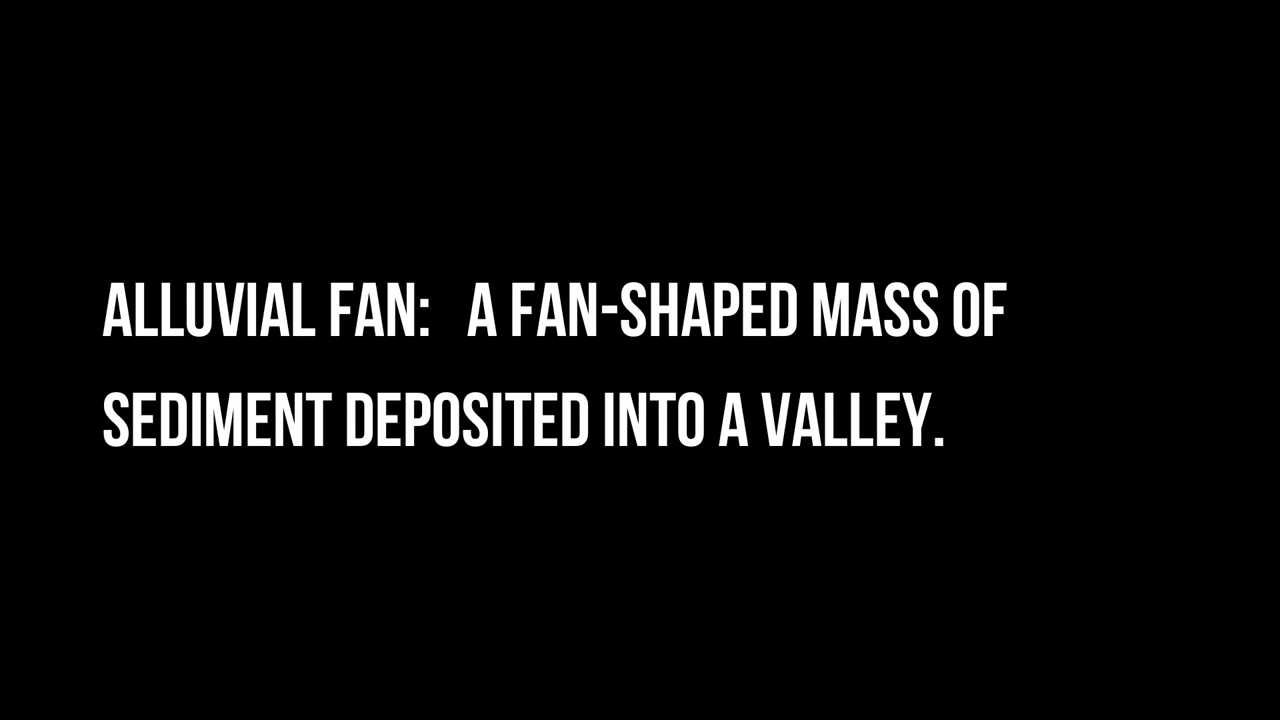 ALLUVIAL FAN: A FAN-SHAPED MASS OF
SEDIMENT DEPOSITED INTO A VALLEY.